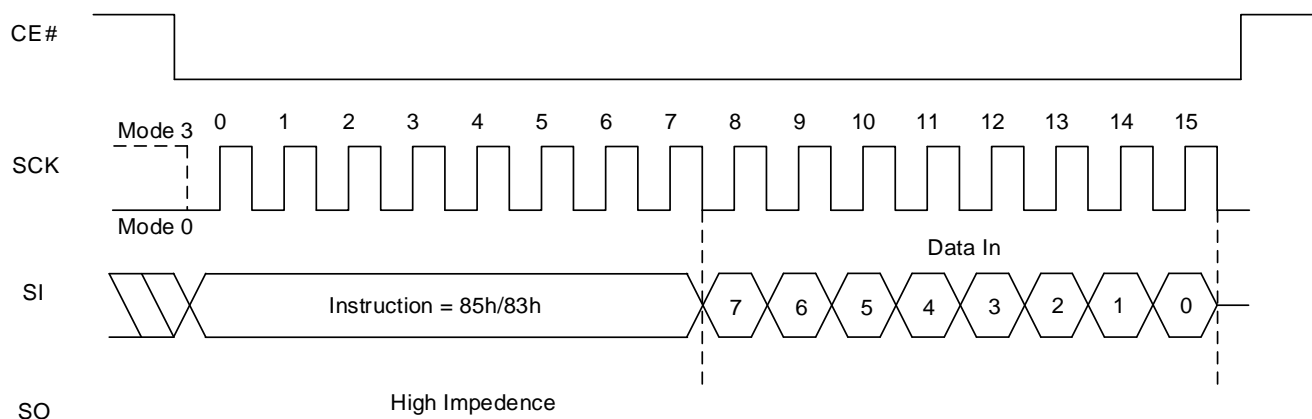 CE#
Mode 3
0 1 2 3 4 5 6 7 8 9 10 11 12 13 14 15
SCK
Mode 0
Data In
SI
Instruction = 85h/83h
7 6 5 4 3 2 1 0
High Impedence
SO